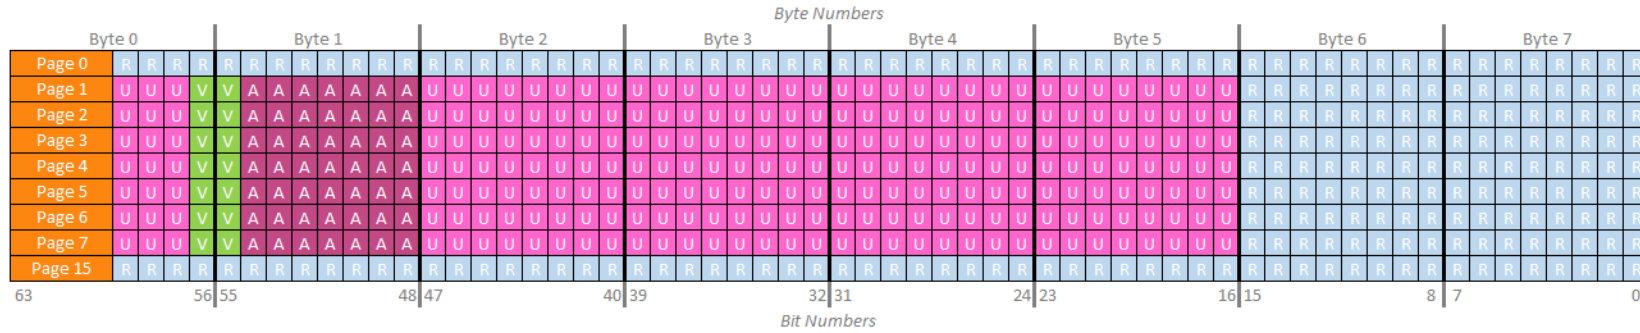 Byte Numbers
Byte 0 Byte 1 Byte 2 Byte 3 Byte 4 Byte 5 Byte 6 Byte 7
Page 0 R R R R R R R R R R R R R R R R R R R R R R R R R R R R R R R R R R R R R R R R R R R R R R R R R R R R R R R R R R R R
Page 1 U U U V V A A A A A A A U U U U U U U U U U U U U U U U U U U U U U U U U U U U U U U U R R R R R R R R R R R R R R R R
Page 2 U U U V V A A A A A A A U U U U U U U U U U U U U U U U U U U U U U U U U U U U U U U U R R R R R R R R R R R R R R R R
Page 3 U U U V V A A A A A A A U U U U U U U U U U U U U U U U U U U U U U U U U U U U U U U U R R R R R R R R R R R R R R R R
Page 4 U U U V V A A A A A A A U U U U U U U U U U U U U U U U U U U U U U U U U U U U U U U U R R R R R R R R R R R R R R R R
Page 5 U U U V V A A A A A A A U U U U U U U U U U U U U U U U U U U U U U U U U U U U U U U U R R R R R R R R R R R R R R R R
Page 6 U U U V V A A A A A A A U U U U U U U U U U U U U U U U U U U U U U U U U U U U U U U U R R R R R R R R R R R R R R R R
Page 7 U U U V V A A A A A A A U U U U U U U U U U U U U U U U U U U U U U U U U U U U U U U U R R R R R R R R R R R R R R R R
Page 15 R R R R R R R R R R R R R R R R R R R R R R R R R R R R R R R R R R R R R R R R R R R R R R R R R R R R R R R R R R R R
63 56 55 48 47 40 39 32 31 24 23 16 15 8 7 0
Bit Numbers